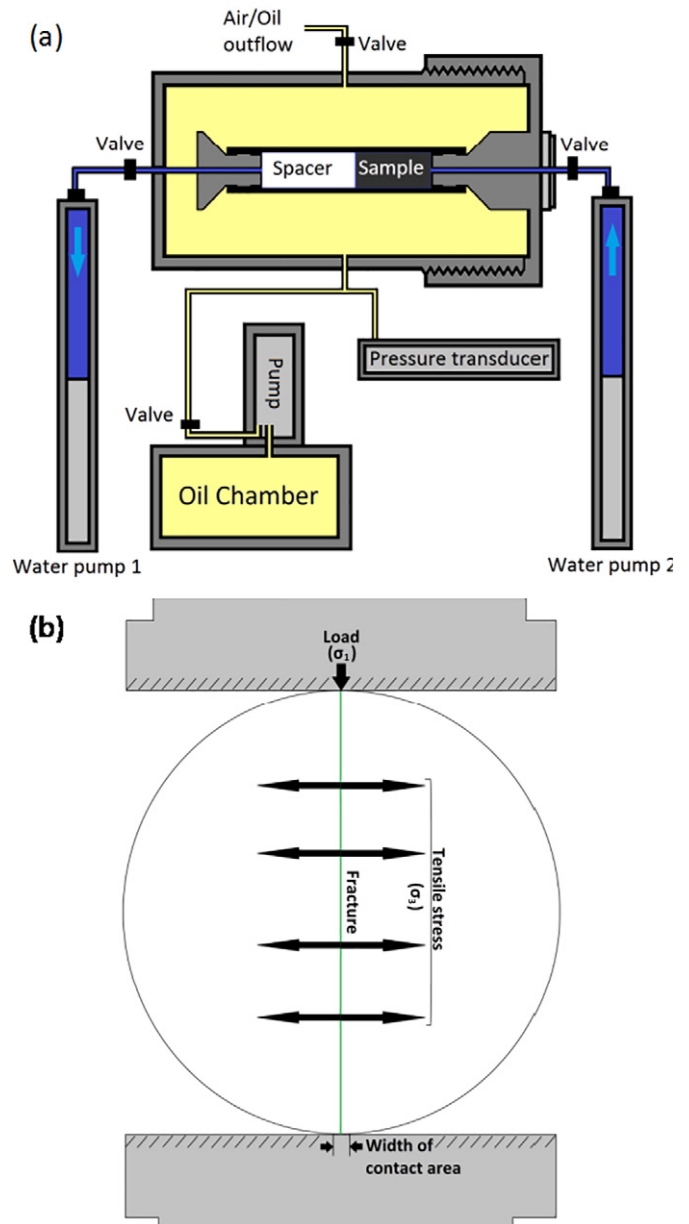 (a)
Air/Oil
outflow
Valve
Valve
Valve
Spacer
Sample
Pressure transducer
Pump
Valve
Oil Chamber
Water pump 1
Water pump 2
(b)
Load
(σ₁)
Tensile stress
(σ₃)
Fracture
Width of
contact area